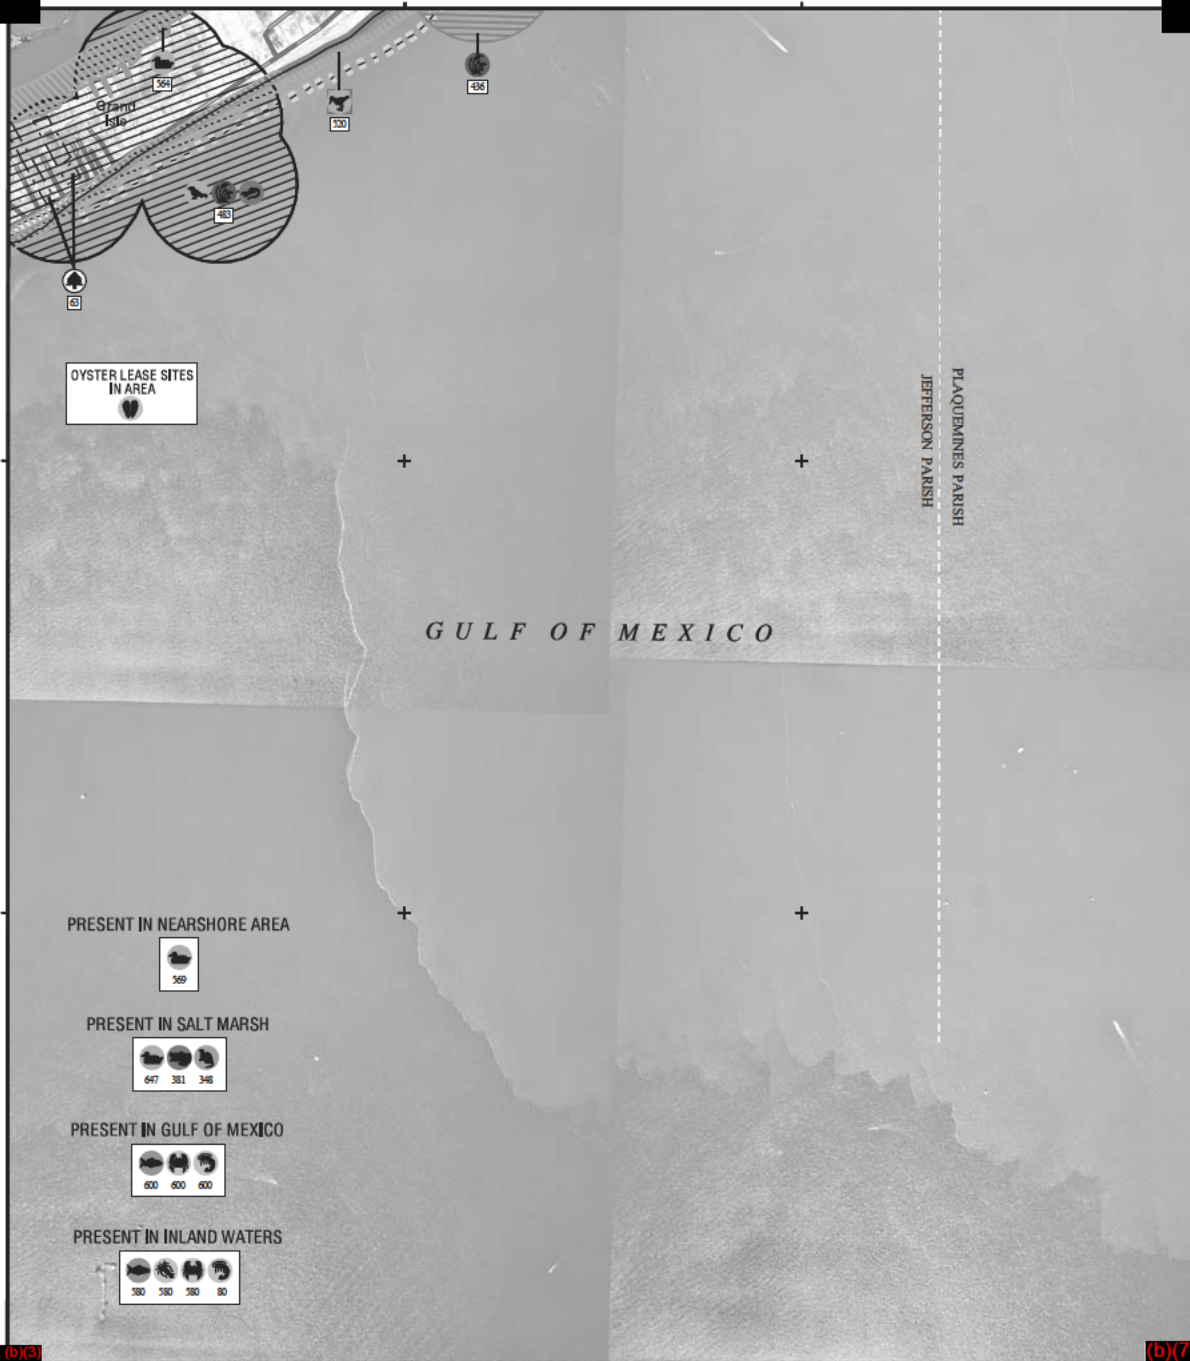 564
436
Grand
Isle
520
483
63
OYSTER LEASE SITES
IN AREA
PLAQUEMINES PARISH
JEFFERSON PARISH
GULF OF MEXICO
PRESENT IN NEARSHORE AREA
569
PRESENT IN SALT MARSH
647 381 348
PRESENT IN GULF OF MEXICO
600 600 600
PRESENT IN INLAND WATERS
580 580 580 80
(b)(3)
(b)(7